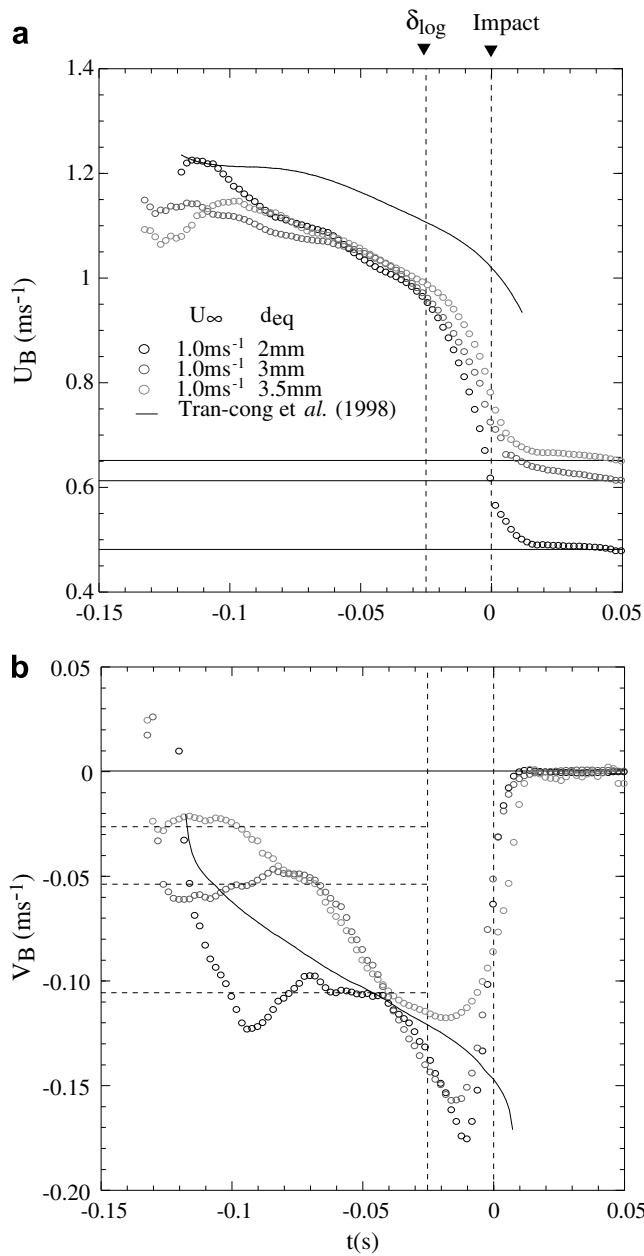 δlog Impact
a
1.4
1.2
1
0.8
0.6
0.4
UB (ms-1)
U∞ deq
1.0ms-1 2mm
1.0ms-1 3mm
1.0ms-1 3.5mm
Tran-cong et al. (1998)
-0.15 -0.1 -0.05 0 0.05
b
0.05
0
-0.05
-0.10
-0.15
-0.20
VB (ms-1)
-0.15 -0.1 -0.05 0 0.05
t(s)